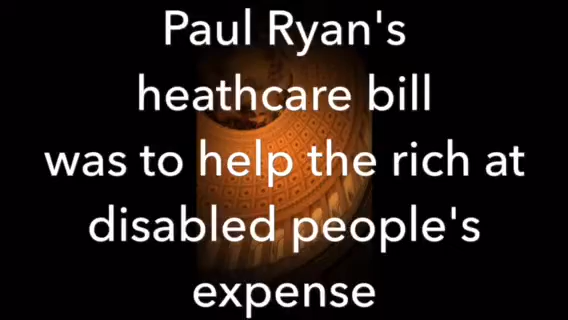 Paul Ryan's
heathcare bill
was to help the rich at
disabled people's
expense